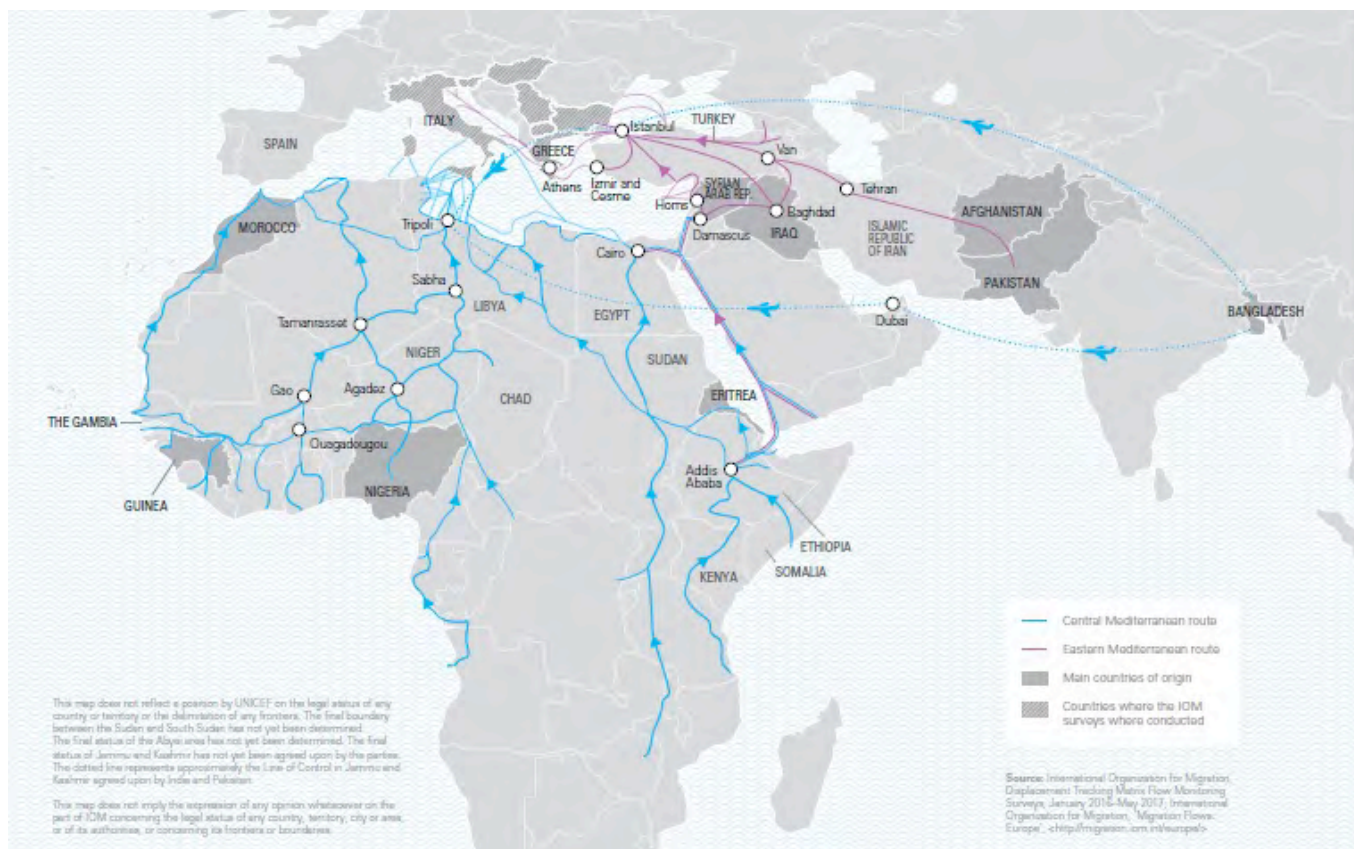 SPAIN
ITALY
GREECE
Athens
Izmir and
Cesme
Istanbul
TURKEY
Van
Tehran
SYRIAN
ARAB REP.
Homs
Damascus
Baghdad
IRAQ
ISLAMIC
REPUBLIC
OF IRAN
AFGHANISTAN
PAKISTAN
BANGLADESH
MOROCCO
Tripoli
Cairo
Sabha
LIBYA
EGYPT
Dubai
Tamanrasset
NIGER
SUDAN
Gao
Agadez
CHAD
ERITREA
THE GAMBIA
Ouagadougou
Addis
Ababa
GUINEA
NIGERIA
ETHIOPIA
SOMALIA
KENYA
Central Mediterranean route
Eastern Mediterranean route
Main countries of origin
Countries where the IOM
surveys where conducted
This map does not reflect a position by UNICEF on the legal status of any
country or territory or the delimitation of any frontiers. The final boundary
between the Sudan and South Sudan has not yet been determined.
The final status of the Abyei area has not yet been determined. The final
status of Jammu and Kashmir has not yet been agreed upon by the parties.
The dotted line represents approximately the Line of Control in Jammu and
Kashmir agreed upon by India and Pakistan.
This map does not imply the expression of any opinion whatsoever on the
part of IOM concerning the legal status of any country, territory, city or area,
or of its authorities, or concerning its frontiers or boundaries.
Source: International Organization for Migration,
Displacement Tracking Matrix Flow Monitoring
Surveys, January 2016–May 2017; International
Organization for Migration, 'Migration Flows:
Europe', <http://migration.iom.int/europe/>